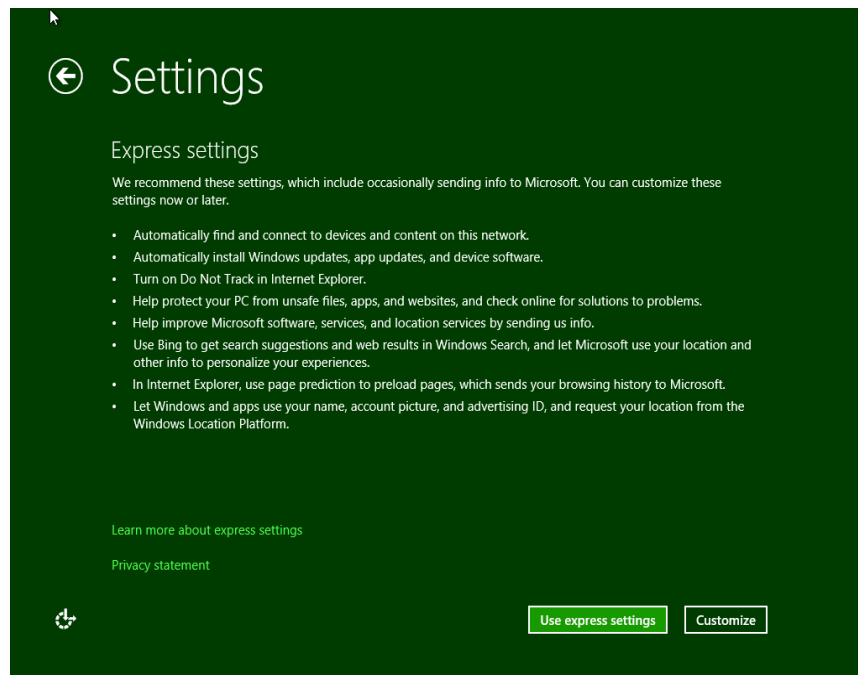 Settings
Express settings
We recommend these settings, which include occasionally sending info to Microsoft. You can customize these
settings now or later.
• Automatically find and connect to devices and content on this network.
• Automatically install Windows updates, app updates, and device software.
• Turn on Do Not Track in Internet Explorer.
• Help protect your PC from unsafe files, apps, and websites, and check online for solutions to problems.
• Help improve Microsoft software, services, and location services by sending us info.
• Use Bing to get search suggestions and web results in Windows Search, and let Microsoft use your location and
other info to personalize your experiences.
• In Internet Explorer, use page prediction to preload pages, which sends your browsing history to Microsoft.
• Let Windows and apps use your name, account picture, and advertising ID, and request your location from the
Windows Location Platform.
Learn more about express settings
Privacy statement
Use express settings
Customize